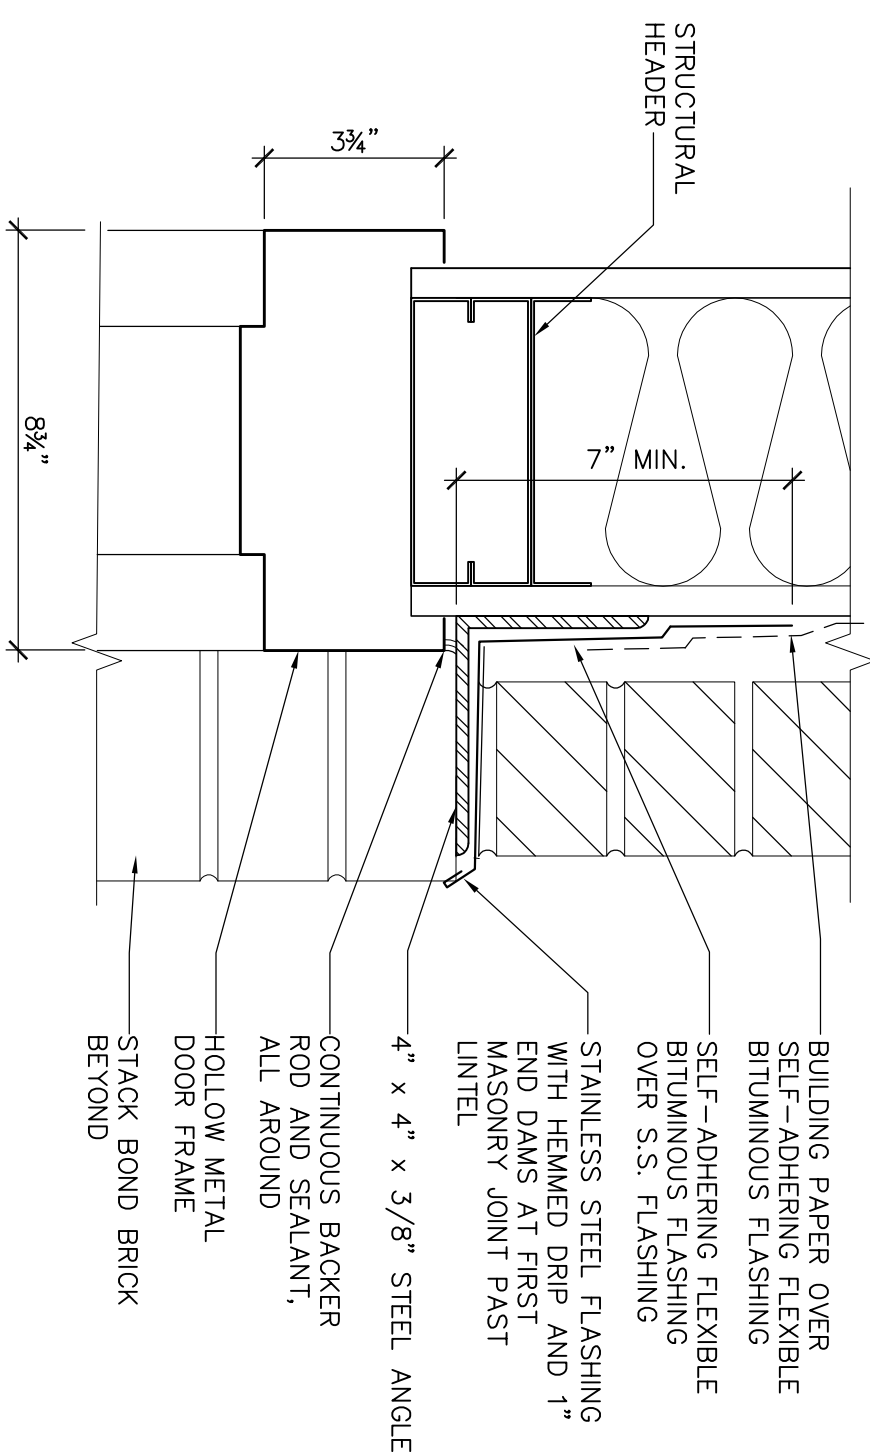 STRUCTURAL
HEADER
3¾"
8¾"
7" MIN.
BUILDING PAPER OVER
SELF-ADHERING FLEXIBLE
BITUMINOUS FLASHING
SELF-ADHERING FLEXIBLE
BITUMINOUS FLASHING
OVER S.S. FLASHING
STAINLESS STEEL FLASHING
WITH HEMMED DRIP AND 1"
END DAMS AT FIRST
MASONRY JOINT PAST
LINTEL
4" x 4" x 3/8" STEEL ANGLE
CONTINUOUS BACKER
ROD AND SEALANT,
ALL AROUND
HOLLOW METAL
DOOR FRAME
STACK BOND BRICK
BEYOND